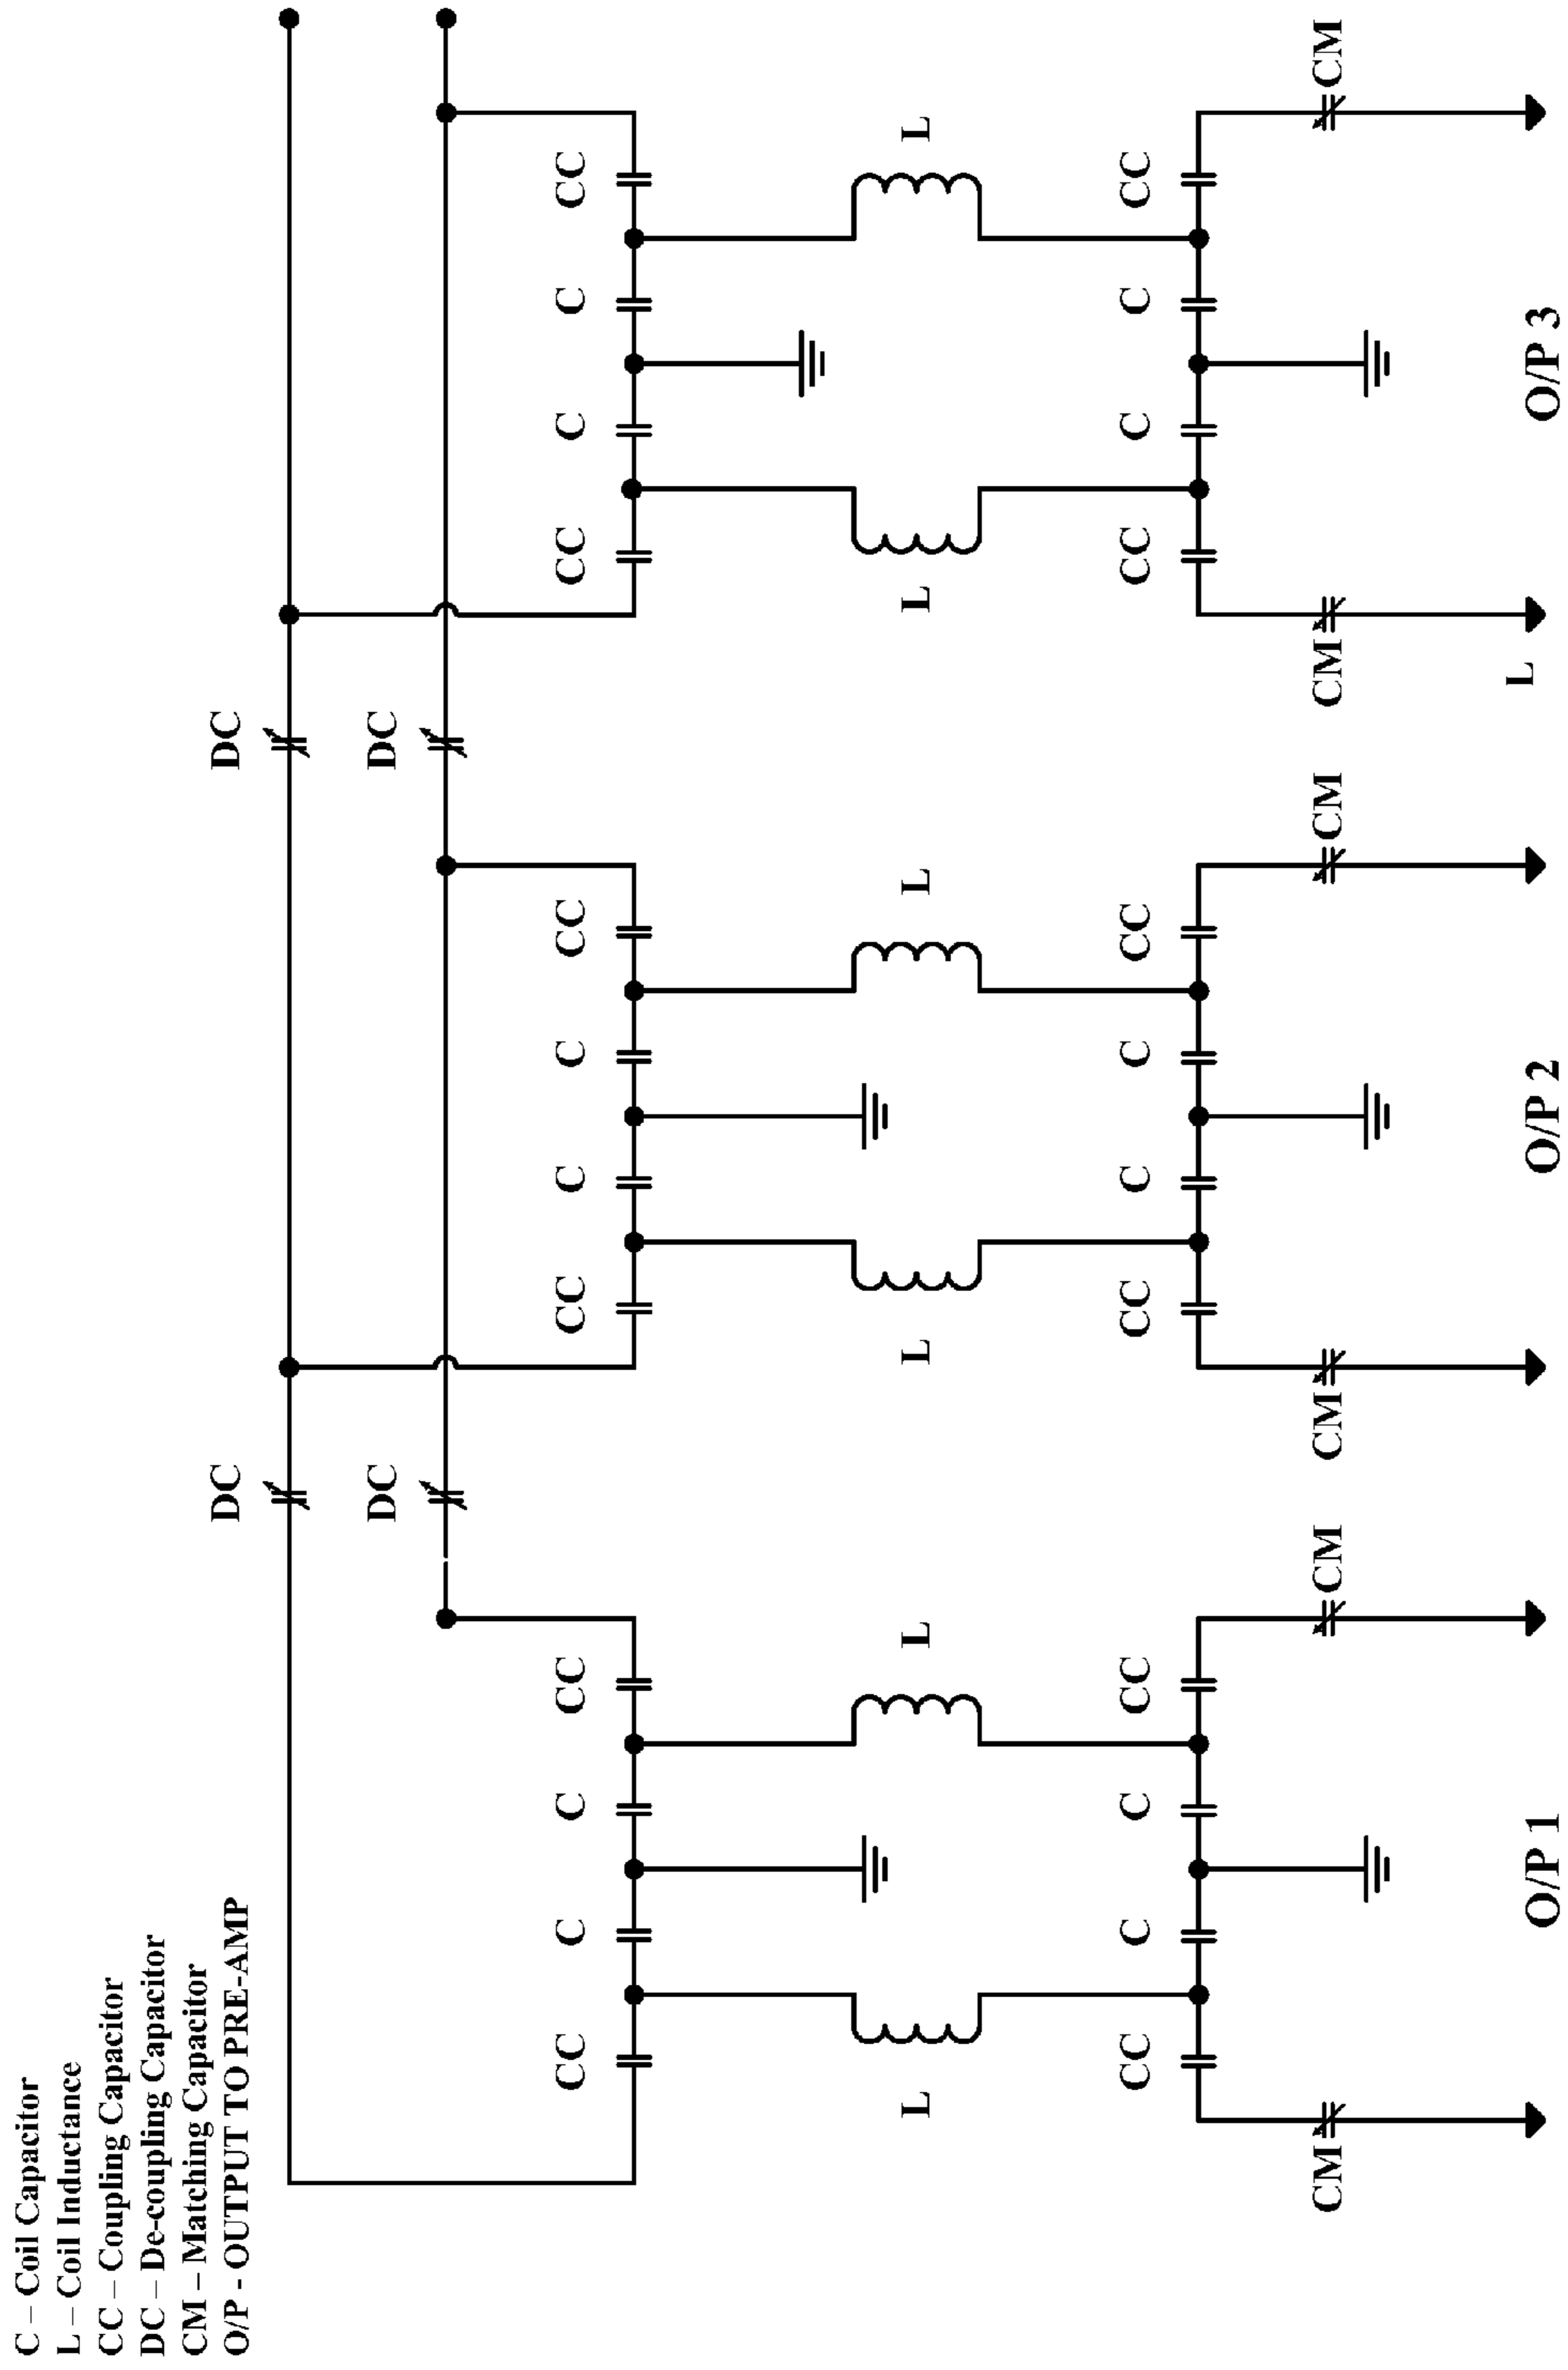 C – Coil Capacitor
L – Coil Inductance
CC – Coupling Capacitor
DC – De-coupling Capacitor
CM – Matching Capacitor
O/P - OUTPUT TO PRE-AMP
DC
DC
DC
DC
CC
C
C
CC
CC
C
C
CC
CC
C
C
CC
L
L
L
L
L
L
CC
C
C
CC
CC
C
C
CC
CC
C
C
CC
CM
CM
CM
CM
CM
CM
L
O/P 1
O/P 2
O/P 3